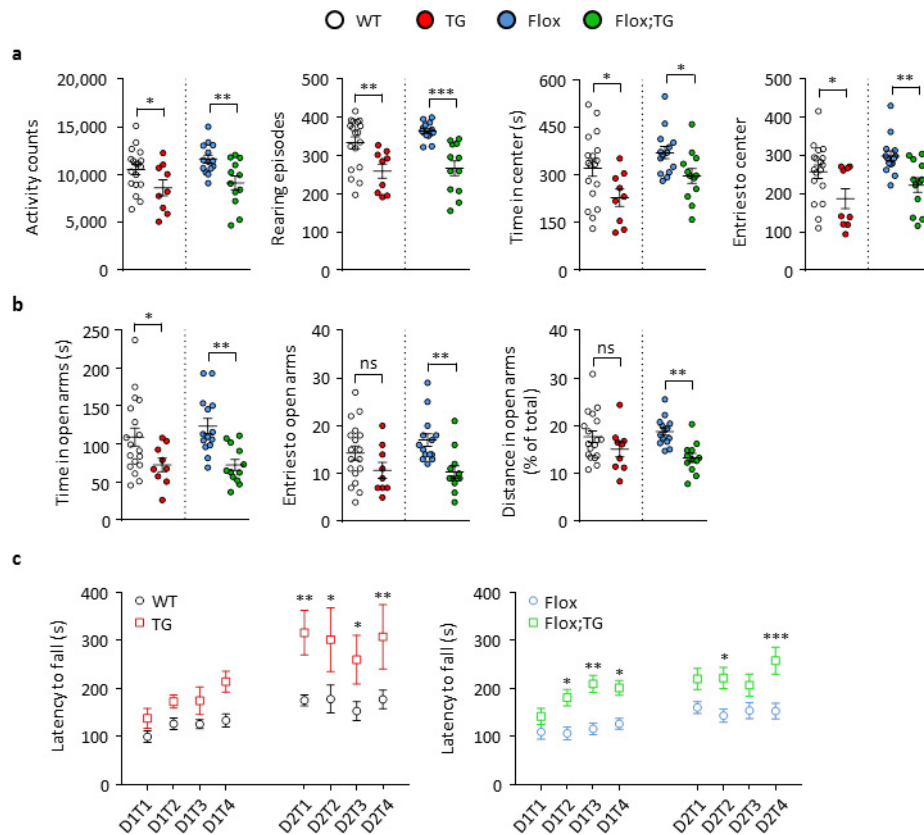 WT TG Flox Flox;TG
a
Activity counts
20,000
15,000
10,000
5,000
0
*
**
Rearing episodes
500
400
300
200
100
0
**
***
Time in center (s)
600
450
300
150
0
*
*
Entriesto center
500
400
300
200
100
0
*
**
b
Time in open arms (s)
250
200
150
100
50
0
*
**
Entriesto open arms
40
30
20
10
0
ns
**
Distance in open arms
(% of total)
40
30
20
10
0
ns
**
c
Latency to fall (s)
400
300
200
100
0
WT
TG
** * * **
D1T1 D1T2 D1T3 D1T4 D2T1 D2T2 D2T3 D2T4
Latency to fall (s)
400
300
200
100
0
Flox
Flox;TG
* ** * * ***
D1T1 D1T2 D1T3 D1T4 D2T1 D2T2 D2T3 D2T4